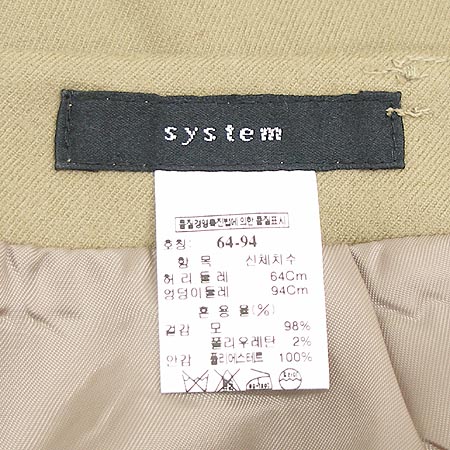 system
품질경영촉진법에 의한 품질표시
호칭: 64-94
항 목 신체치수
허 리 둘 레 64Cm
엉덩이둘레 94Cm
혼 용 율(%)
겉감 모 98%
폴리우레탄 2%
안감 폴리에스테르 100%
드라이